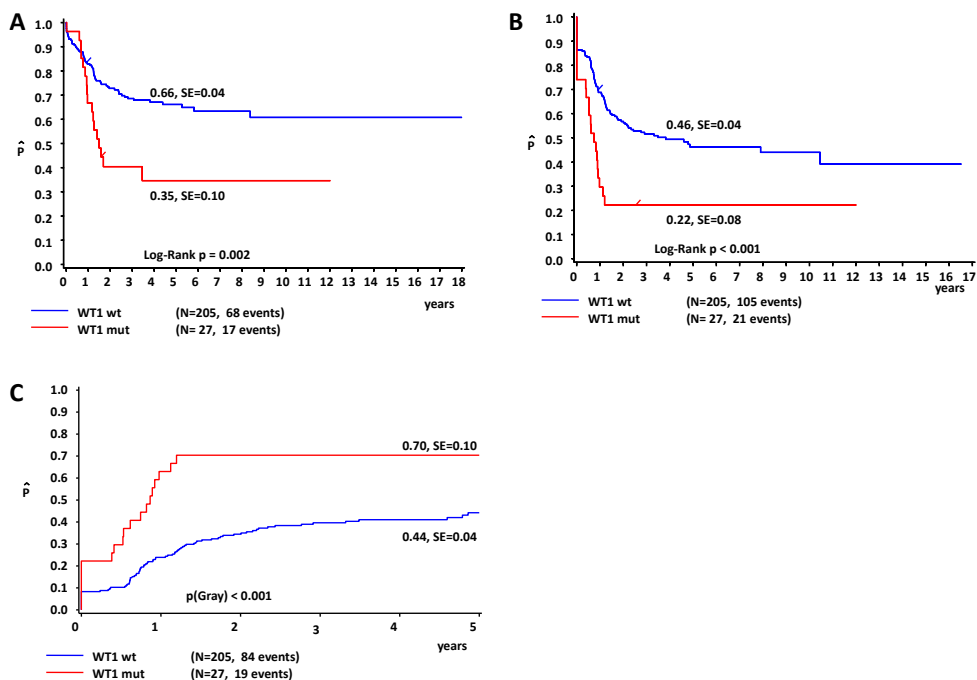 A
1.0
0.9
0.8
0.7
0.6
0.5
0.4
0.3
0.2
0.1
0.0
P̂
0.66, SE=0.04
0.35, SE=0.10
Log-Rank p = 0.002
0 1 2 3 4 5 6 7 8 9 10 11 12 13 14 15 16 17 18
years
WT1 wt (N=205, 68 events)
WT1 mut (N= 27, 17 events)
B
1.0
0.9
0.8
0.7
0.6
0.5
0.4
0.3
0.2
0.1
0.0
P̂
0.46, SE=0.04
0.22, SE=0.08
Log-Rank p < 0.001
0 1 2 3 4 5 6 7 8 9 10 11 12 13 14 15 16 17
years
WT1 wt (N=205, 105 events)
WT1 mut (N= 27, 21 events)
C
1.0
0.9
0.8
0.7
0.6
0.5
0.4
0.3
0.2
0.1
0.0
P̂
0.70, SE=0.10
0.44, SE=0.04
p(Gray) < 0.001
0 1 2 3 4 5
years
WT1 wt (N=205, 84 events)
WT1 mut (N=27, 19 events)